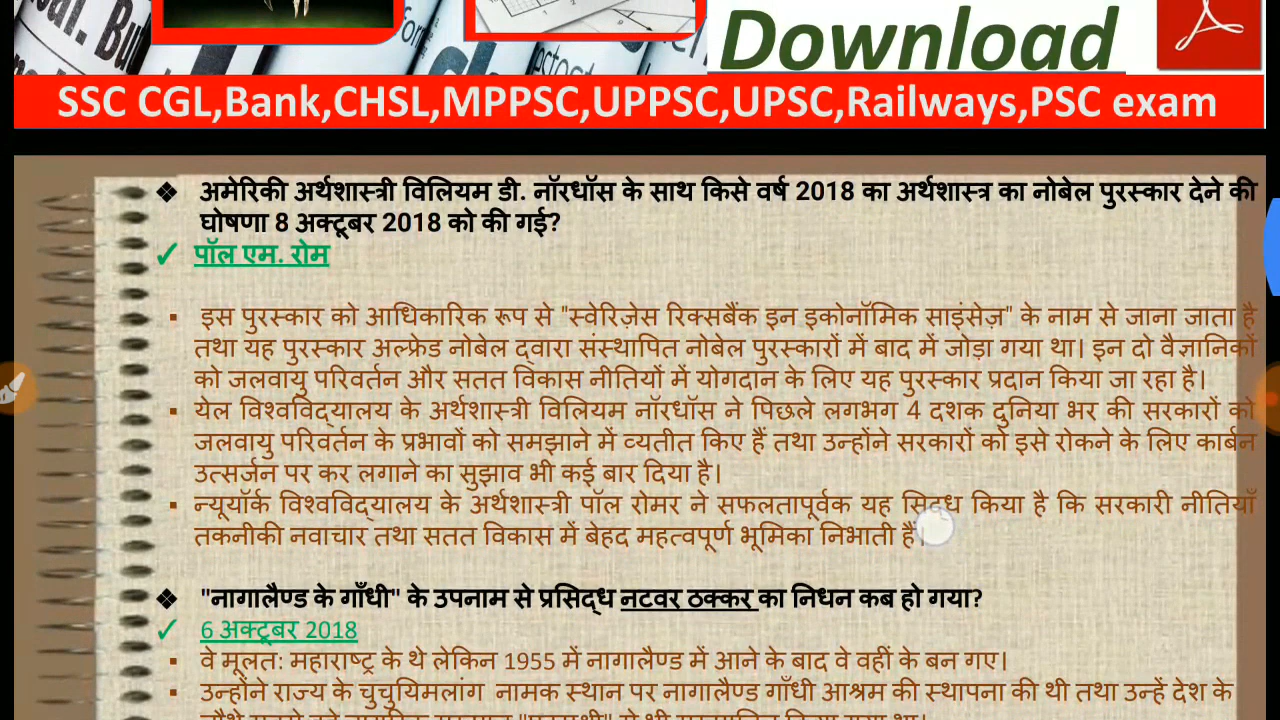 Download
SSC CGL,Bank,CHSL,MPPSC,UPPSC,UPSC,Railways,PSC exam
❖ अमेरिकी अर्थशास्त्री विलियम डी. नॉरधॉस के साथ किसे वर्ष 2018 का अर्थशास्त्र का नोबेल पुरस्कार देने की
घोषणा 8 अक्टूबर 2018 को की गई?
✓ पॉल एम. रोम
▪ इस पुरस्कार को आधिकारिक रूप से "स्वेरिज़ेस रिक्सबैंक इन इकोनॉमिक साइंसेज़" के नाम से जाना जाता है
तथा यह पुरस्कार अल्फ्रेड नोबेल द्वारा संस्थापित नोबेल पुरस्कारों में बाद में जोड़ा गया था। इन दो वैज्ञानिकों
को जलवायु परिवर्तन और सतत विकास नीतियों में योगदान के लिए यह पुरस्कार प्रदान किया जा रहा है।
▪ येल विश्वविद्यालय के अर्थशास्त्री विलियम नॉरधॉस ने पिछले लगभग 4 दशक दुनिया भर की सरकारों को
जलवायु परिवर्तन के प्रभावों को समझाने में व्यतीत किए हैं तथा उन्होंने सरकारों को इसे रोकने के लिए कार्बन
उत्सर्जन पर कर लगाने का सुझाव भी कई बार दिया है।
▪ न्यूयॉर्क विश्वविद्यालय के अर्थशास्त्री पॉल रोमर ने सफलतापूर्वक यह सिद्ध किया है कि सरकारी नीतियाँ
तकनीकी नवाचार तथा सतत विकास में बेहद महत्वपूर्ण भूमिका निभाती हैं।
❖ "नागालैण्ड के गाँधी" के उपनाम से प्रसिद्ध नटवर ठक्कर का निधन कब हो गया?
✓ 6 अक्टूबर 2018
▪ वे मूलत: महाराष्ट्र के थे लेकिन 1955 में नागालैण्ड में आने के बाद वे वहीं के बन गए।
▪ उन्होंने राज्य के चुचुयिमलांग नामक स्थान पर नागालैण्ड गाँधी आश्रम की स्थापना की थी तथा उन्हें देश के